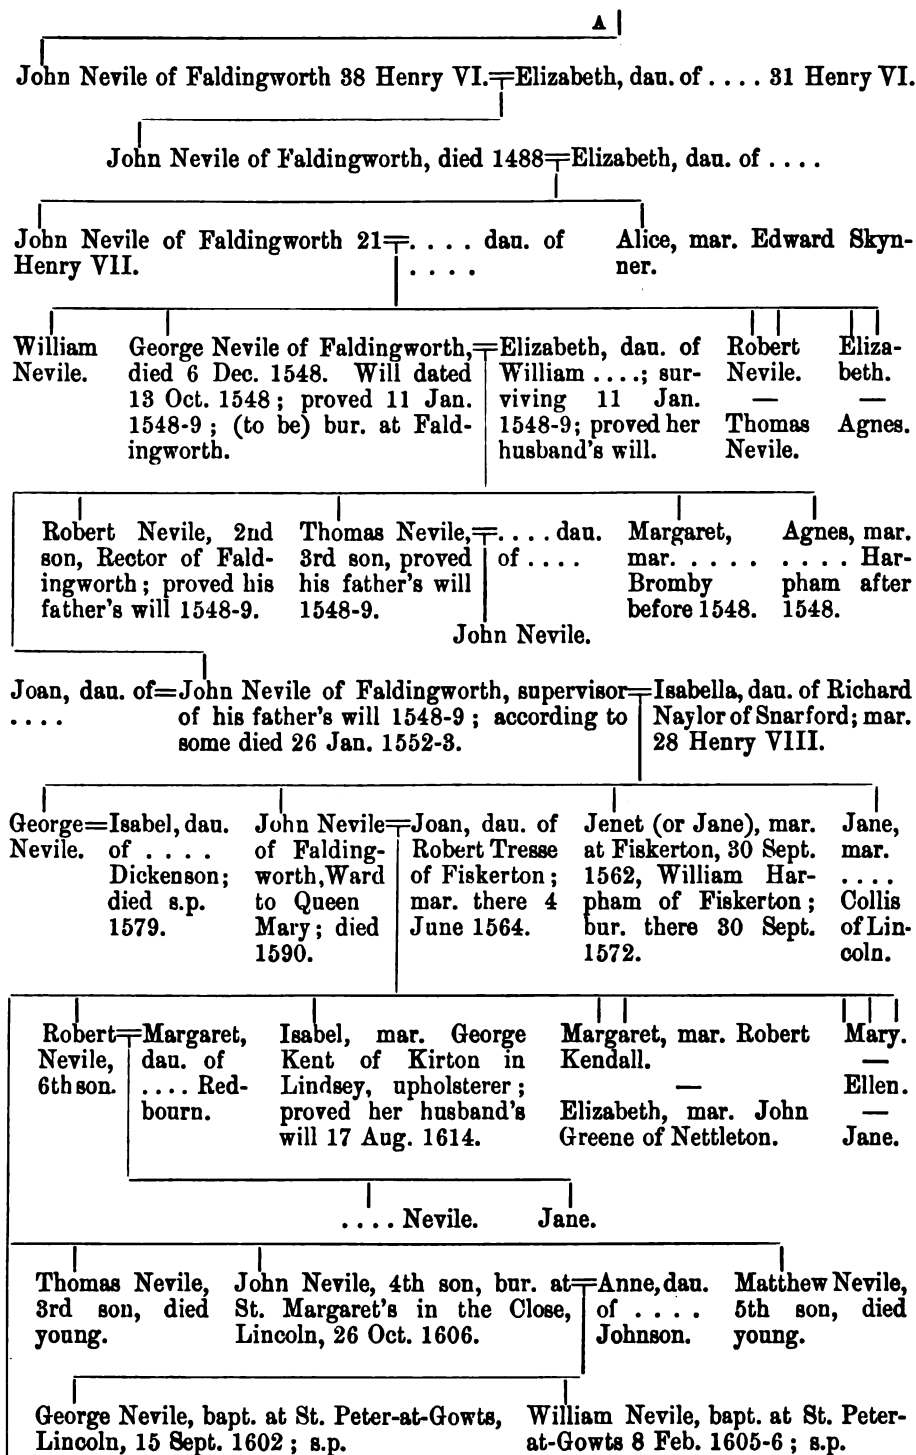 A
John Nevile of Faldingworth 38 Henry VI.=Elizabeth, dau. of . . . . 31 Henry VI.
John Nevile of Faldingworth, died 1488=Elizabeth, dau. of . . . .
John Nevile of Faldingworth 21=. . . . dau. of
Henry VII. . . . .
Alice, mar. Edward Skyn-
ner.
William
Nevile.
George Nevile of Faldingworth,=
died 6 Dec. 1548. Will dated
13 Oct. 1548 ; proved 11 Jan.
1548-9 ; (to be) bur. at Fald-
ingworth.
Elizabeth, dau. of
William . . . .; sur-
viving 11 Jan.
1548-9; proved her
husband's will.
Robert
Nevile.
—
Thomas
Nevile.
Eliza-
beth.
—
Agnes.
Robert Nevile, 2nd
son, Rector of Fald-
ingworth ; proved his
father's will 1548-9.
Thomas Nevile,=
3rd son, proved
his father's will
1548-9.
. . . . dau.
of . . . .
Margaret,
mar. . . . .
Bromby
before 1548.
Agnes, mar.
. . . . Har-
pham after
1548.
John Nevile.
Joan, dau. of=
. . . .
John Nevile of Faldingworth, supervisor=
of his father's will 1548-9 ; according to
some died 26 Jan. 1552-3.
Isabella, dau. of Richard
Naylor of Snarford; mar.
28 Henry VIII.
George=
Nevile.
Isabel, dau.
of . . . .
Dickenson;
died s.p.
1579.
John Nevile=
of Falding-
worth, Ward
to Queen
Mary ; died
1590.
Joan, dau. of
Robert Tresse
of Fiskerton ;
mar. there 4
June 1564.
Jenet (or Jane), mar.
at Fiskerton, 30 Sept.
1562, William Har-
pham of Fiskerton ;
bur. there 30 Sept.
1572.
Jane,
mar.
. . . .
Collis
of Lin-
coln.
Robert=
Nevile,
6th son.
Margaret,
dau. of
. . . . Red-
bourn.
Isabel, mar. George
Kent of Kirton in
Lindsey, upholsterer ;
proved her husband's
will 17 Aug. 1614.
Margaret, mar. Robert
Kendall.
—
Elizabeth, mar. John
Greene of Nettleton.
Mary.
—
Ellen.
—
Jane.
. . . . Nevile. Jane.
Thomas Nevile,
3rd son, died
young.
John Nevile, 4th son, bur. at=
St. Margaret's in the Close,
Lincoln, 26 Oct. 1606.
Anne, dau.
of . . . .
Johnson.
Matthew Nevile,
5th son, died
young.
George Nevile, bapt. at St. Peter-at-Gowts,
Lincoln, 15 Sept. 1602 ; s.p.
William Nevile, bapt. at St. Peter-
at-Gowts 8 Feb. 1605-6 ; s.p.